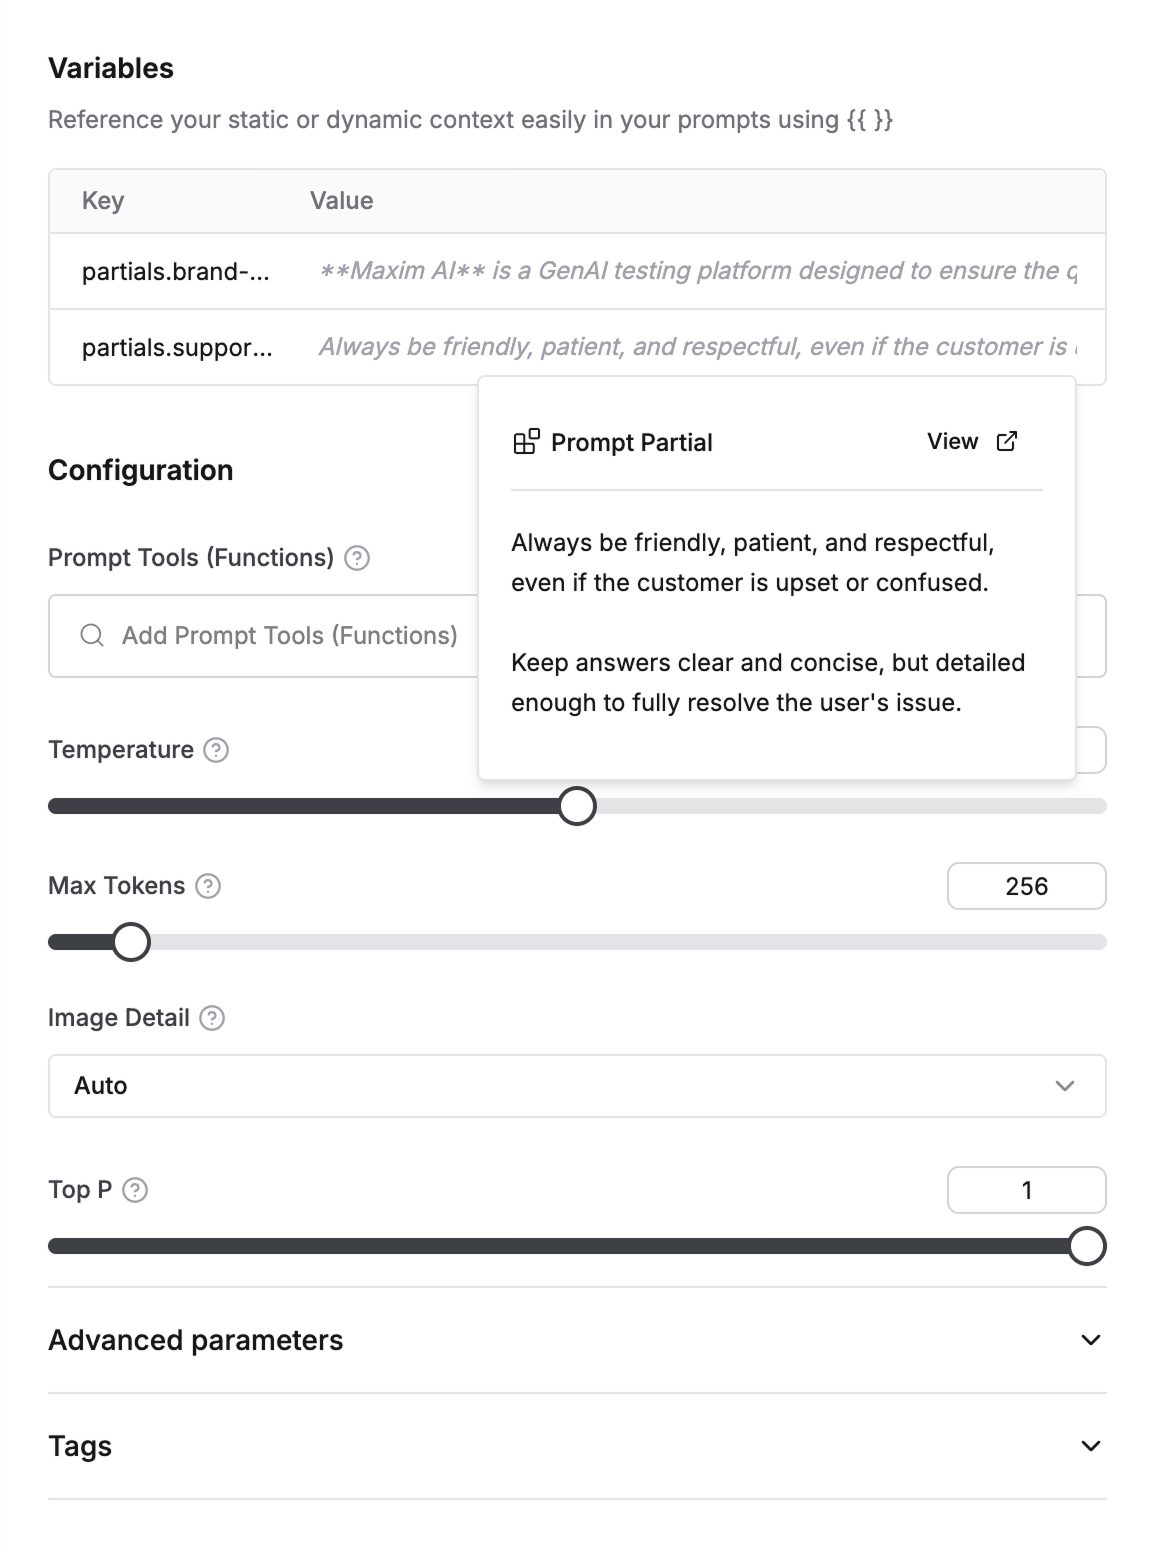 Variables
Reference your static or dynamic context easily in your prompts using {{ }}
Key Value
partials.brand-... **Maxim AI** is a GenAI testing platform designed to ensure the
partials.suppor... Always be friendly, patient, and respectful, even if the customer is
Prompt Partial View
Always be friendly, patient, and respectful,
even if the customer is upset or confused.
Keep answers clear and concise, but detailed
enough to fully resolve the user's issue.
Configuration
Prompt Tools (Functions)
Add Prompt Tools (Functions)
Temperature
Max Tokens 256
Image Detail
Auto
Top P 1
Advanced parameters
Tags